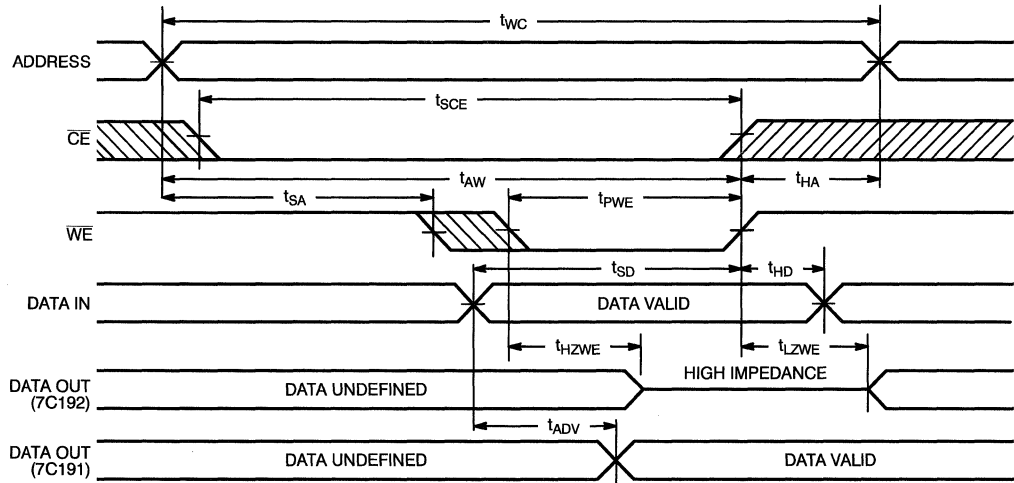 tWC
ADDRESS
tSCE
CE
tAW
tHA
tSA
tPWE
WE
tSD
tHD
DATA IN
DATA VALID
tHZWE
tLZWE
HIGH IMPEDANCE
DATA OUT
(7C192)
DATA UNDEFINED
tADV
DATA OUT
(7C191)
DATA UNDEFINED
DATA VALID